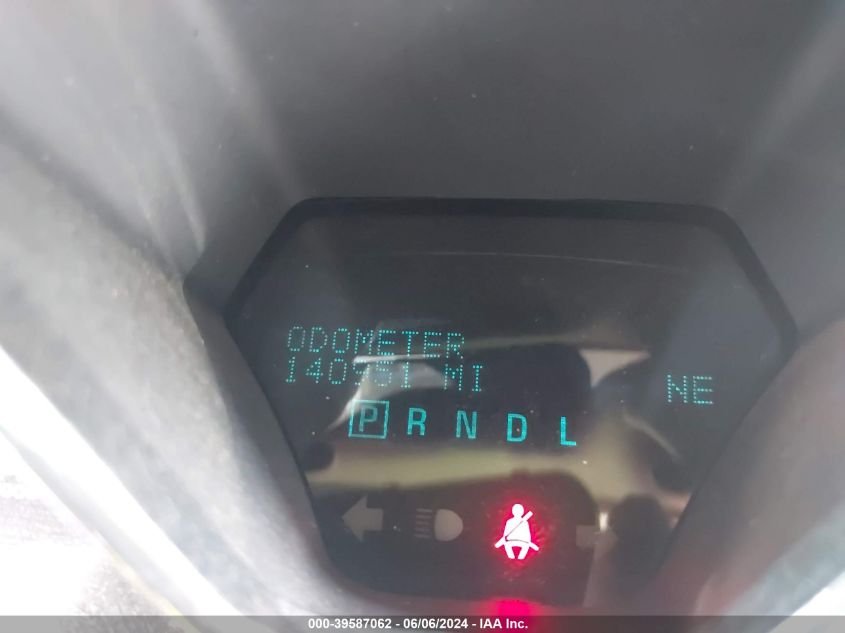 ODOMETER
140951 MI
NE
P R N D L
000-39587062 - 06/06/2024 - IAA Inc.